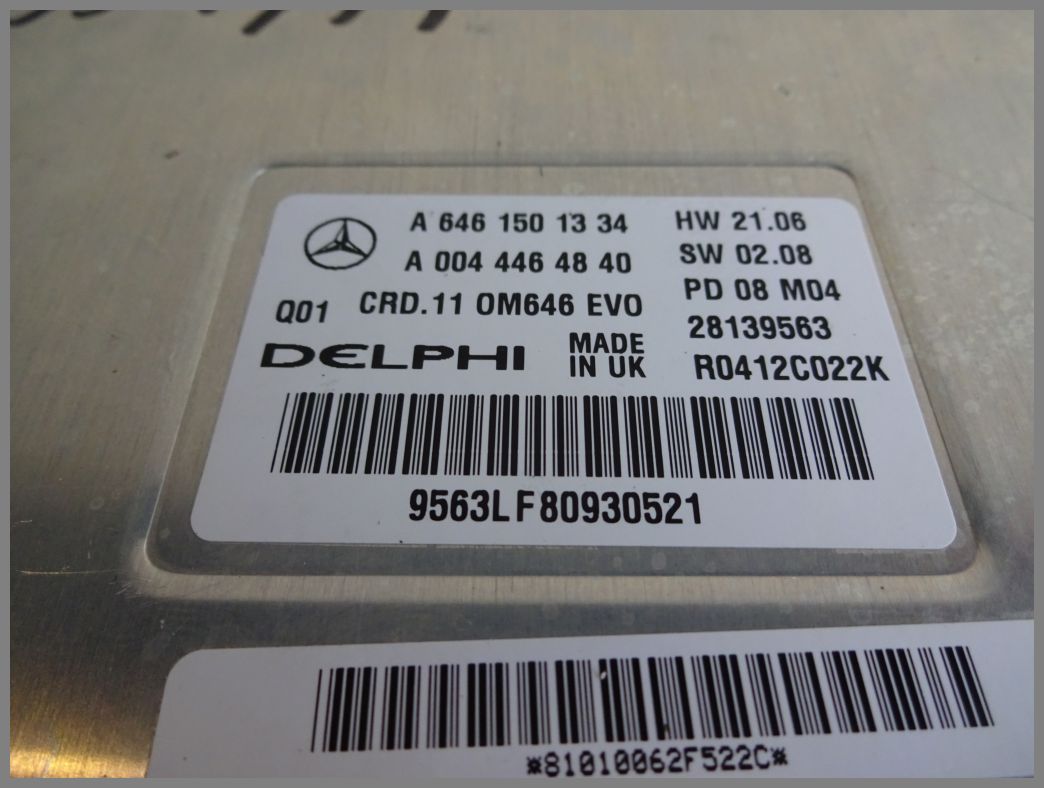 A 646 150 13 34 HW 21.06
A 004 446 48 40 SW 02.08
Q01 CRD.11 OM646 EVO PD 08 M04
28139563
DELPHI MADE IN UK R0412C022K
9563LF80930521
*81010062F522C*